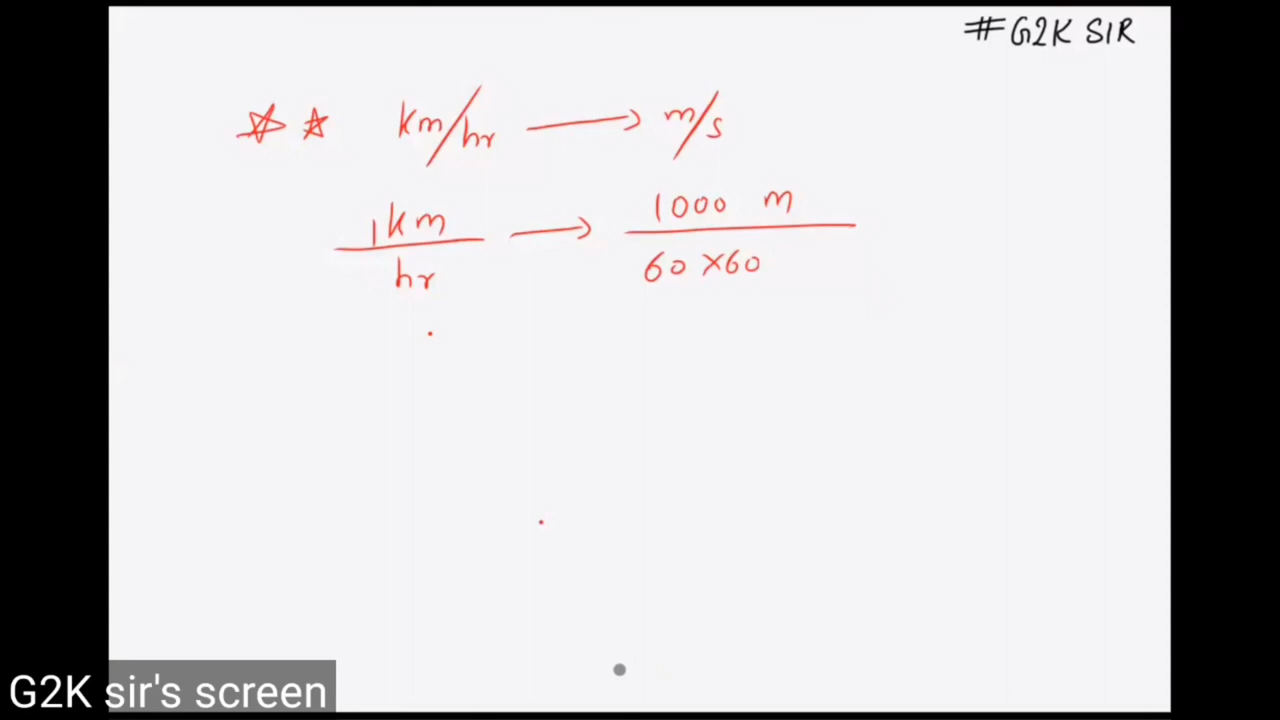 #G2K SIR
km/hr → m/s
1km/hr → 1000 m/60×60
G2K sir's screen